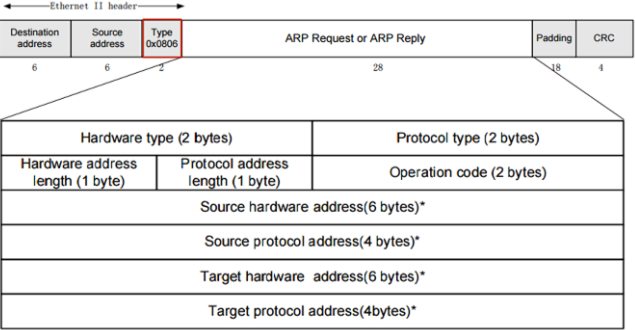 Ethernet II header
Destination address
Source address
Type 0x0806
ARP Request or ARP Reply
Padding
CRC
6 6 2 28 18 4
Hardware type (2 bytes)
Protocol type (2 bytes)
Hardware address length (1 byte)
Protocol address length (1 byte)
Operation code (2 bytes)
Source hardware address(6 bytes)*
Source protocol address(4 bytes)*
Target hardware address(6 bytes)*
Target protocol address(4bytes)*